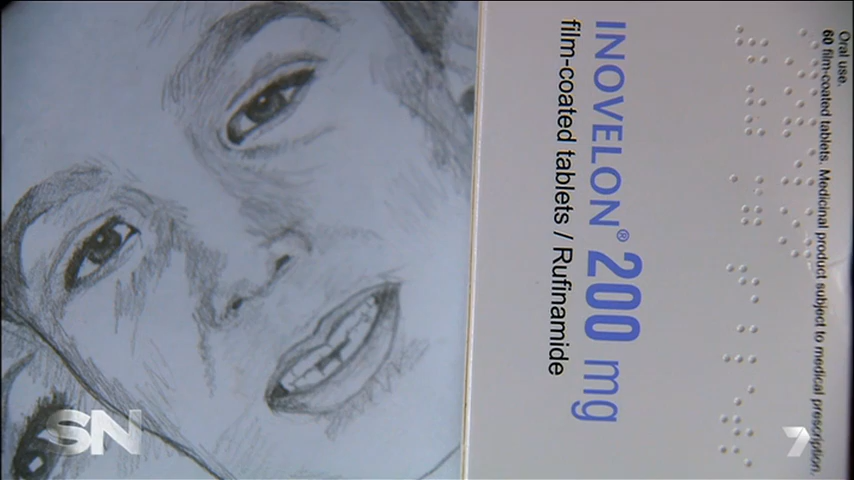 Oral use.
60 film-coated tablets. Medicinal product subject to medical prescription.
INOVELON® 200 mg
film-coated tablets / Rufinamide
SN
7